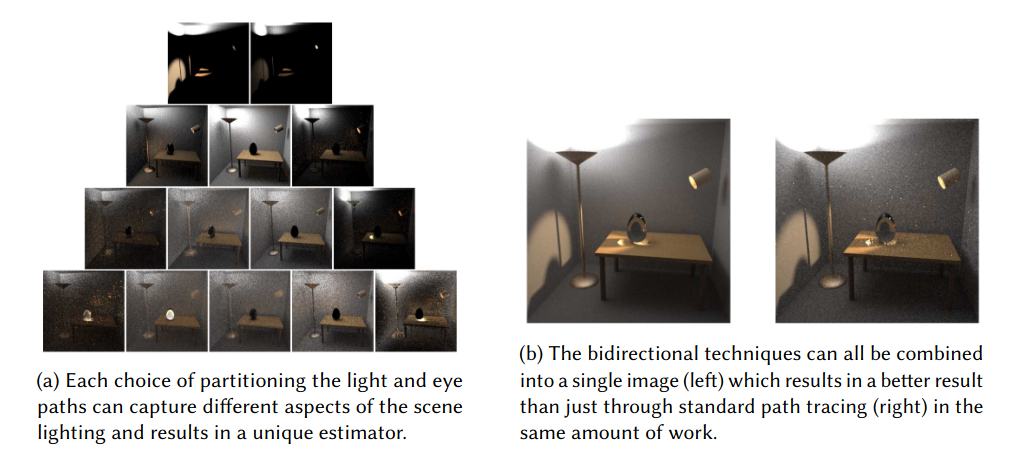 (a) Each choice of partitioning the light and eye
paths can capture different aspects of the scene
lighting and results in a unique estimator.
(b) The bidirectional techniques can all be combined
into a single image (left) which results in a better result
than just through standard path tracing (right) in the
same amount of work.